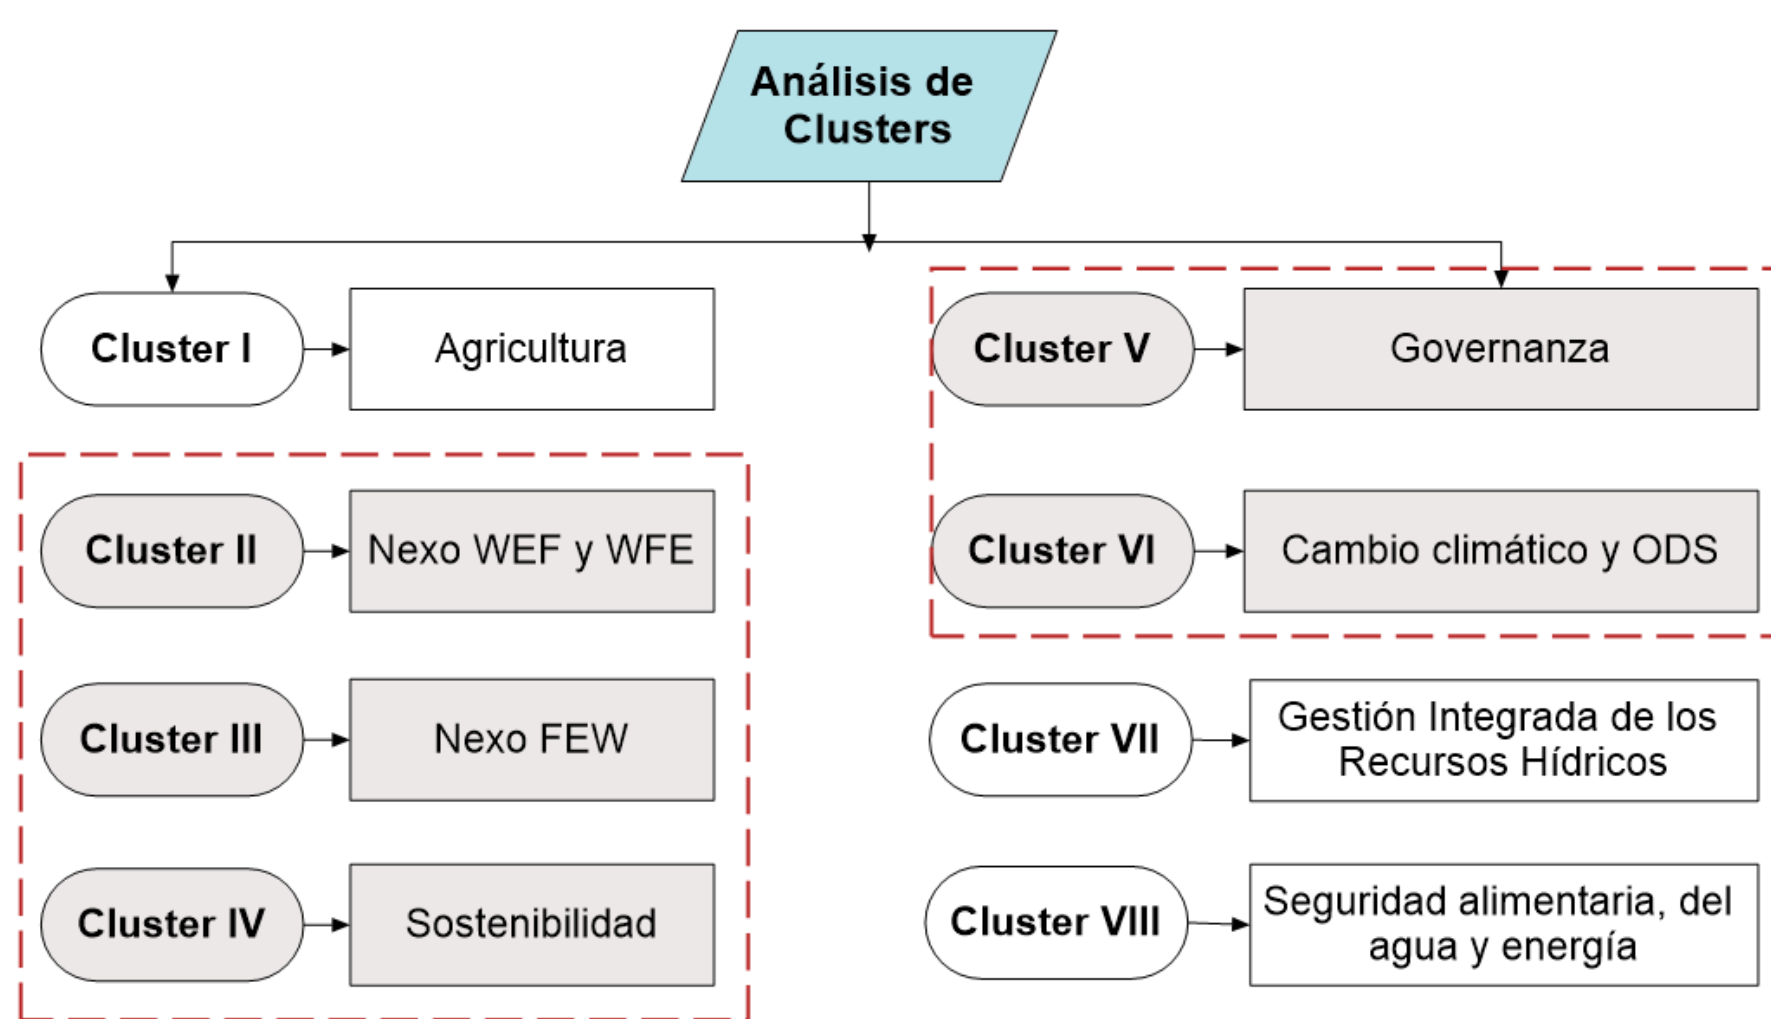 Análisis de
Clusters
Cluster I
Agricultura
Cluster II
Nexo WEF y WFE
Cluster III
Nexo FEW
Cluster IV
Sostenibilidad
Cluster V
Governanza
Cluster VI
Cambio climático y ODS
Cluster VII
Gestión Integrada de los
Recursos Hídricos
Cluster VIII
Seguridad alimentaria, del
agua y energía